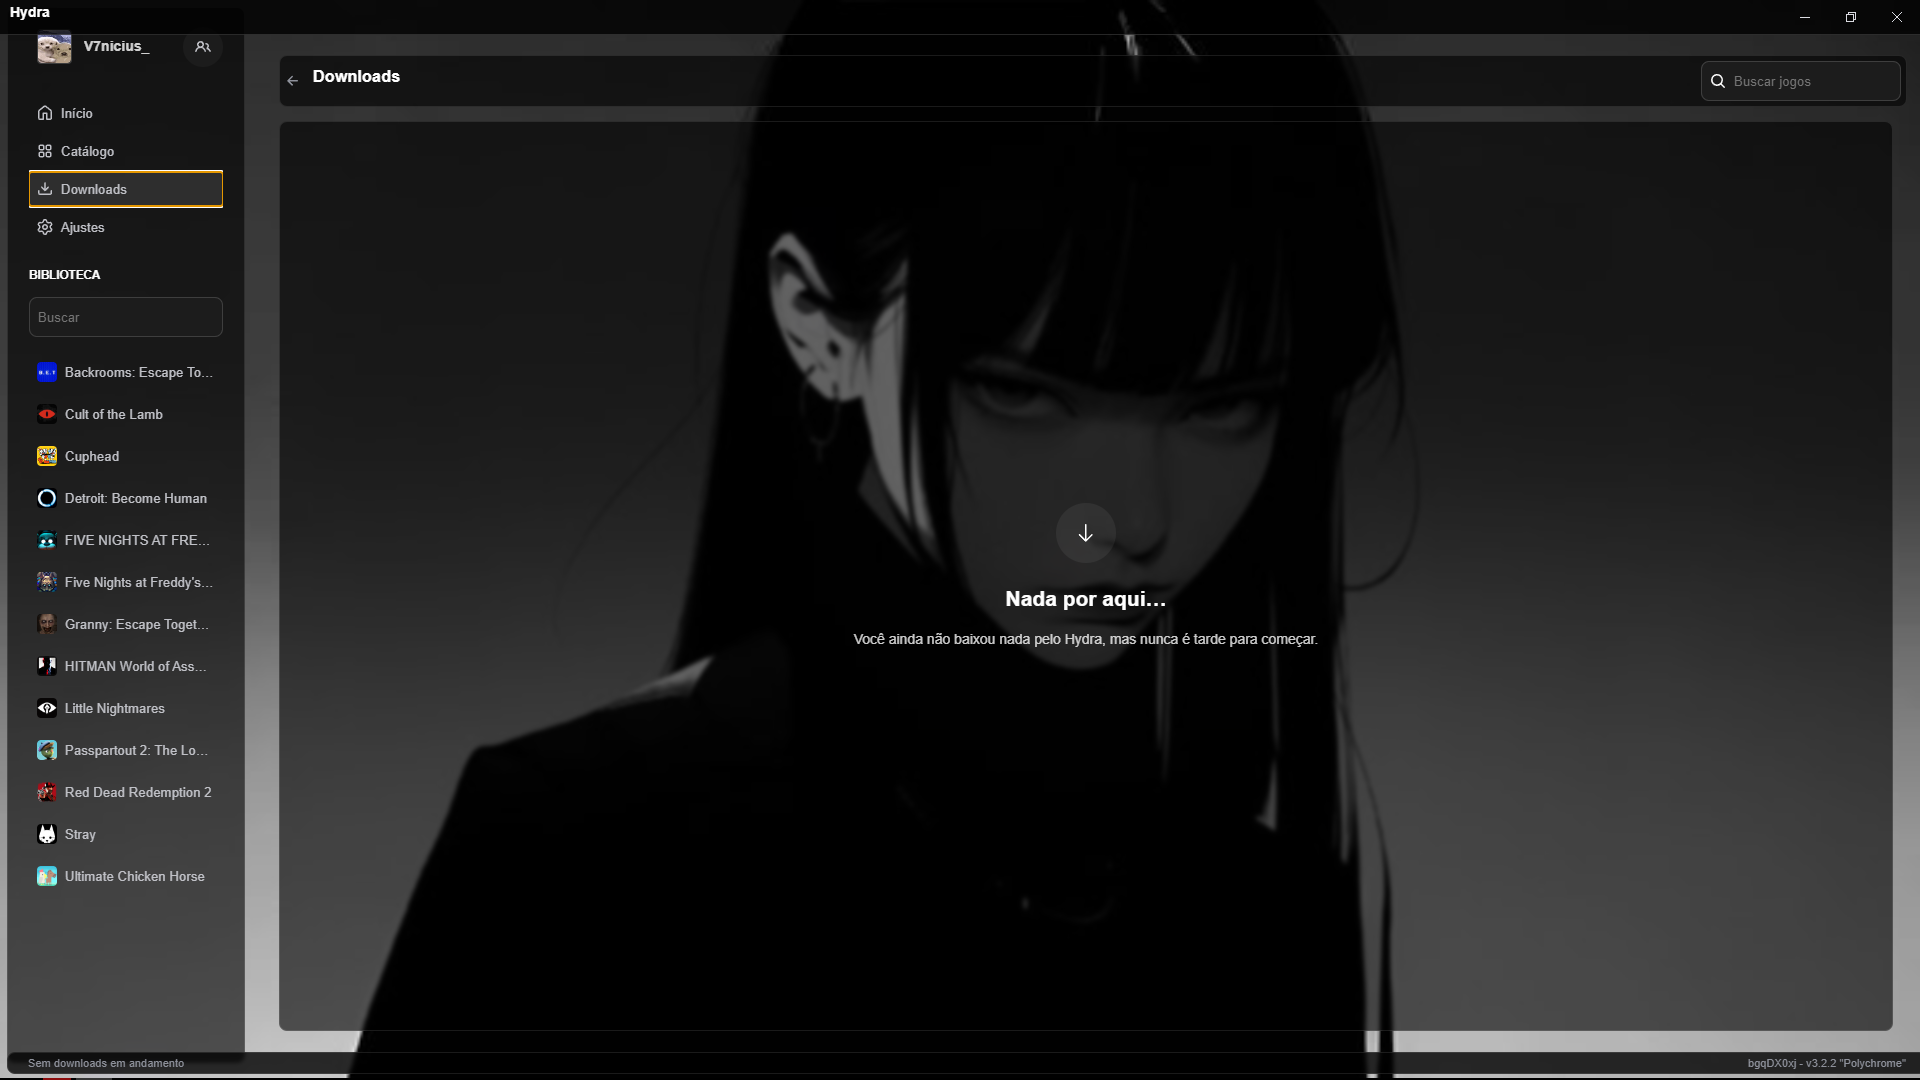 Hydra
V7nicius_
Downloads
Buscar jogos
Início
Catálogo
Downloads
Ajustes
BIBLIOTECA
Buscar
Backrooms: Escape To...
Cult of the Lamb
Cuphead
Detroit: Become Human
FIVE NIGHTS AT FRE...
Five Nights at Freddy's...
Granny: Escape Toget...
HITMAN World of Ass...
Little Nightmares
Passpartout 2: The Lo...
Red Dead Redemption 2
Stray
Ultimate Chicken Horse
Nada por aqui...
Você ainda não baixou nada pelo Hydra, mas nunca é tarde para começar.
Sem downloads em andamento
bgqDX0xj - v3.2.2 "Polychrome"